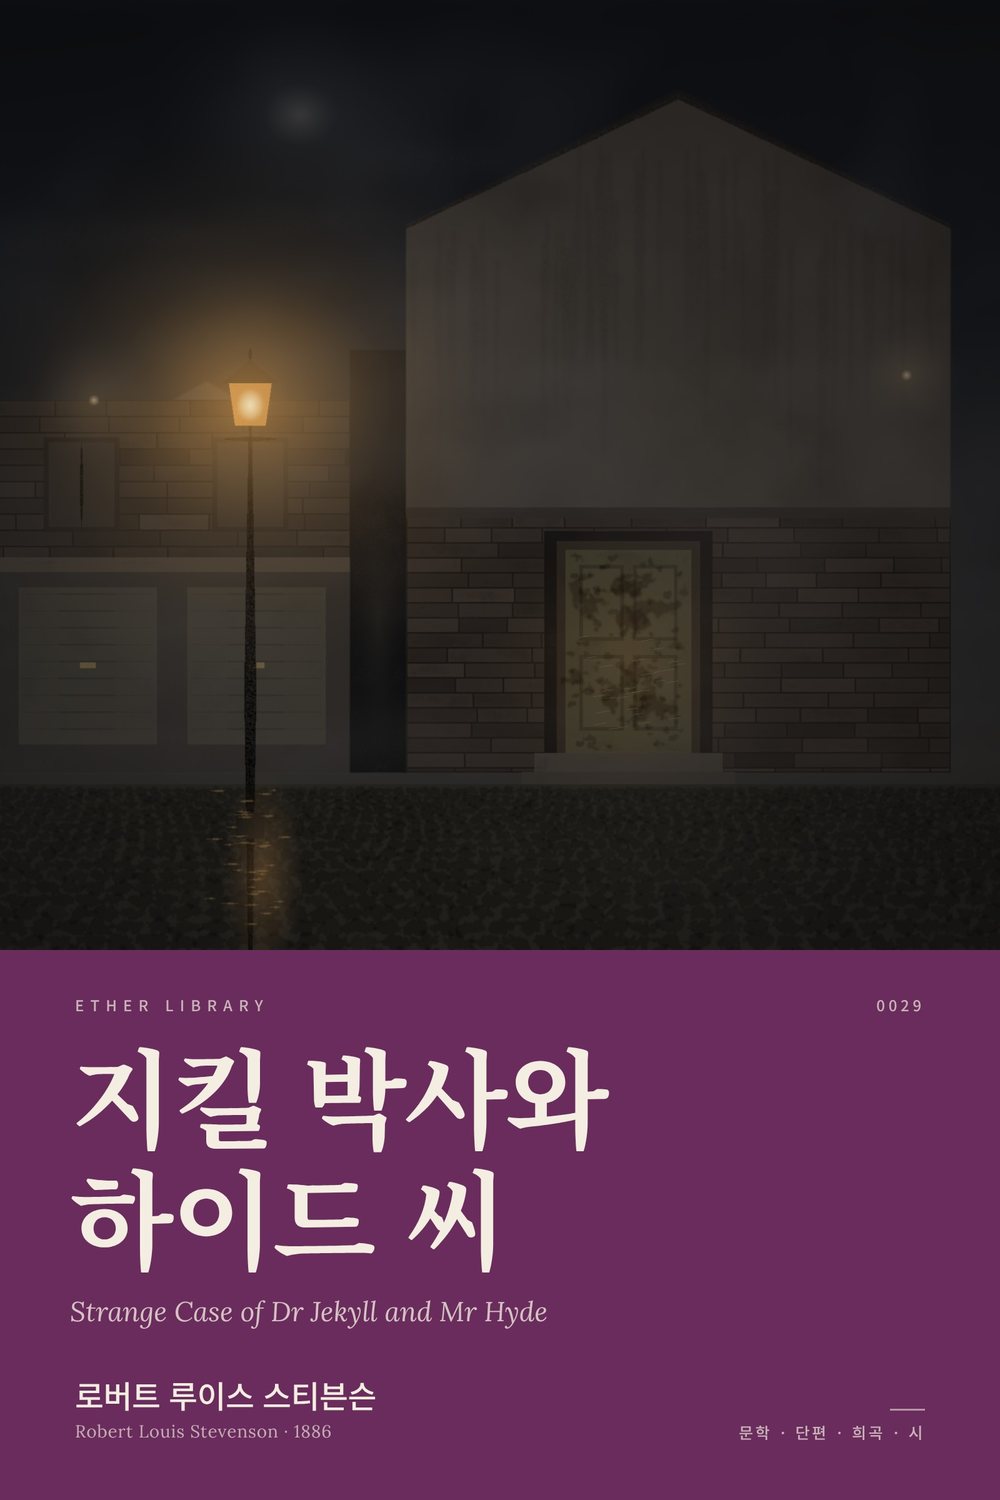 ETHER LIBRARY
0029
지킬 박사와
하이드 씨
Strange Case of Dr Jekyll and Mr Hyde
로버트 루이스 스티븐슨
Robert Louis Stevenson · 1886
문학 · 단편 · 희곡 · 시